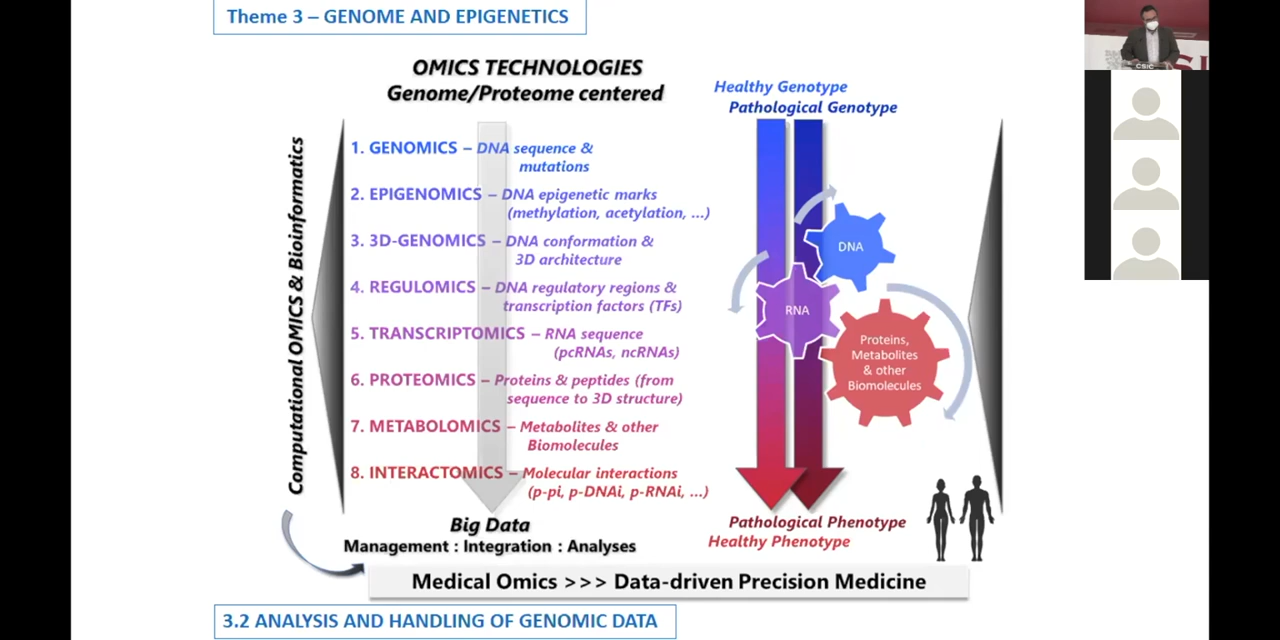 Theme 3 – GENOME AND EPIGENETICS
OMICS TECHNOLOGIES
Genome/Proteome centered
Healthy Genotype
Pathological Genotype
Computational OMICS & Bioinformatics
1. GENOMICS – DNA sequence &
mutations
2. EPIGENOMICS – DNA epigenetic marks
(methylation, acetylation, ...)
3. 3D-GENOMICS – DNA conformation &
3D architecture
4. REGULOMICS – DNA regulatory regions &
transcription factors (TFs)
5. TRANSCRIPTOMICS – RNA sequence
(pcRNAs, ncRNAs)
6. PROTEOMICS – Proteins & peptides (from
sequence to 3D structure)
7. METABOLOMICS – Metabolites & other
Biomolecules
8. INTERACTOMICS – Molecular interactions
(p-pi, p-DNAi, p-RNAi, ...)
DNA
RNA
Proteins,
Metabolites
& other
Biomolecules
Big Data
Management : Integration : Analyses
Pathological Phenotype
Healthy Phenotype
Medical Omics >>> Data-driven Precision Medicine
3.2 ANALYSIS AND HANDLING OF GENOMIC DATA
CSIC